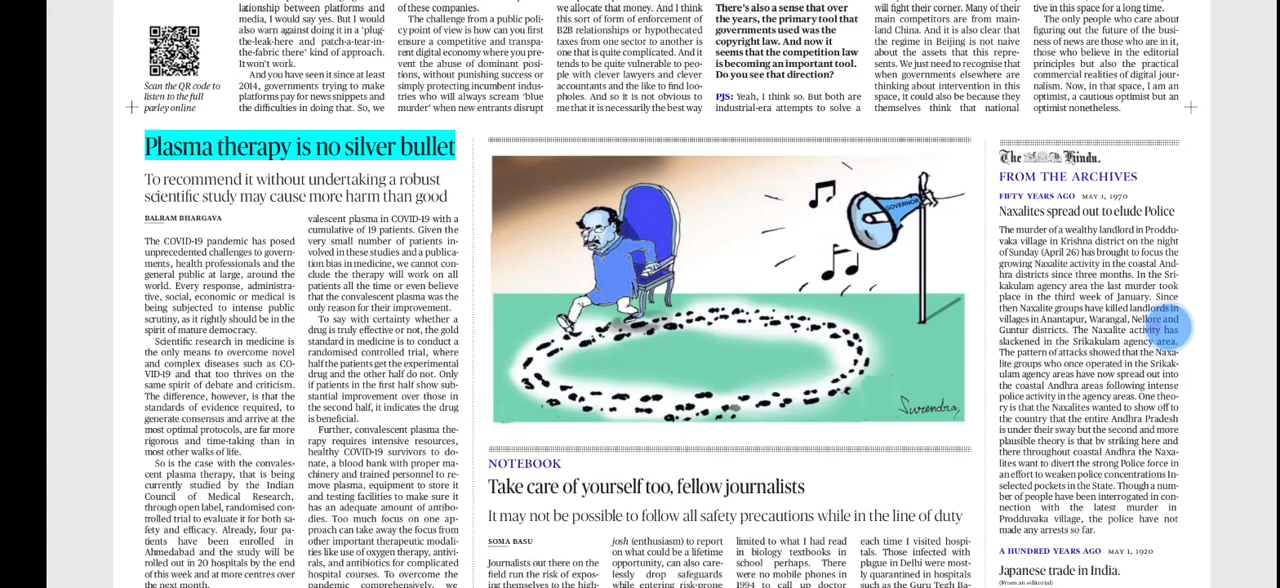 lationship between platforms and
media, I would say yes. But I would
also warn against doing it in a 'plug-
the-leak-here and patch-a-tear-in-
the-fabric there' kind of approach.
It won't work.
And you have seen it since at least
2014, governments trying to make
platforms pay for news snippets and
the difficulties in doing that. So, we
Scan the QR code to
listen to the full
parley online
of these companies.
The challenge from a public poli-
cy point of view is how can you first
ensure a competitive and transpa-
rent digital economy where you pre-
vent the abuse of dominant posi-
tions, without punishing success or
simply protecting incumbent indus-
tries who will always scream 'blue
murder' when new entrants disrupt
we allocate that money. And I think
this sort of form of enforcement of
B2B relationships or hypothecated
taxes from one sector to another is
one that is quite complicated. And it
tends to be quite vulnerable to peo-
ple with clever lawyers and clever
accountants and the like to find loo-
pholes. And so it is not obvious to
me that it is necessarily the best way
There's also a sense that over
the years, the primary tool that
governments used was the
copyright law. And now it
seems that the competition law
is becoming an important tool.
Do you see that direction?
PJS: Yeah, I think so. But both are
industrial-era attempts to solve a
will fight their corner. Many of their
main competitors are from main-
land China. And it is also clear that
the regime in Beijing is not naive
about the assets that this repre-
sents. We just need to recognise that
when governments elsewhere are
thinking about intervention in this
space, it could also be because they
themselves think that national
tive in this space for a long time.
The only people who care about
figuring out the future of the busi-
ness of news are those who are in it,
those who believe in the editorial
principles but also the practical
commercial realities of digital jour-
nalism. Now, in that space, I am an
optimist, a cautious optimist but an
optimist nonetheless.
Plasma therapy is no silver bullet
To recommend it without undertaking a robust
scientific study may cause more harm than good
BALRAM BHARGAVA
The COVID-19 pandemic has posed
unprecedented challenges to govern-
ments, health professionals and the
general public at large, around the
world. Every response, administra-
tive, social, economic or medical is
being subjected to intense public
scrutiny, as it rightly should be in the
spirit of mature democracy.
Scientific research in medicine is
the only means to overcome novel
and complex diseases such as CO-
VID-19 and that too thrives on the
same spirit of debate and criticism.
The difference, however, is that the
standards of evidence required, to
generate consensus and arrive at the
most optimal protocols, are far more
rigorous and time-taking than in
most other walks of life.
So is the case with the convales-
cent plasma therapy, that is being
currently studied by the Indian
Council of Medical Research,
through open label, randomised con-
trolled trial to evaluate it for both sa-
fety and efficacy. Already, four pa-
tients have been enrolled in
Ahmedabad and the study will be
rolled out in 20 hospitals by the end
of this week and at more centres over
the next month.
valescent plasma in COVID-19 with a
cumulative of 19 patients. Given the
very small number of patients in-
volved in these studies and a publica-
tion bias in medicine, we cannot con-
clude the therapy will work on all
patients all the time or even believe
that the convalescent plasma was the
only reason for their improvement.
To say with certainty whether a
drug is truly effective or not, the gold
standard in medicine is to conduct a
randomised controlled trial, where
half the patients get the experimental
drug and the other half do not. Only
if patients in the first half show sub-
stantial improvement over those in
the second half, it indicates the drug
is beneficial.
Further, convalescent plasma the-
rapy requires intensive resources,
healthy COVID-19 survivors to do-
nate, a blood bank with proper ma-
chinery and trained personnel to re-
move plasma, equipment to store it
and testing facilities to make sure it
has an adequate amount of antibo-
dies. Too much focus on one ap-
proach can take away the focus from
other important therapeutic modali-
ties like use of oxygen therapy, antivi-
rals, and antibiotics for complicated
hospital courses. To overcome the
pandemic comprehensively, we
GOVERNOR
Surendra
NOTEBOOK
Take care of yourself too, fellow journalists
It may not be possible to follow all safety precautions while in the line of duty
SOMA BASU
Journalists out there on the
field run the risk of expos-
ing themselves to the high-
josh (enthusiasm) to report
on what could be a lifetime
opportunity, can also care-
lessly drop safeguards
while entering risk-prone
limited to what I had read
in biology textbooks in
school perhaps. There
were no mobile phones in
1994 to call up doctor
each time I visited hospi-
tals. Those infected with
plague in Delhi were most-
ly quarantined in hospitals
such as the Guru Teg Ba-
The Hindu.
FROM THE ARCHIVES
FIFTY YEARS AGO MAY 1, 1970
Naxalites spread out to elude Police
The murder of a wealthy landlord in Proddu-
vaka village in Krishna district on the night
of Sunday (April 26) has brought to focus the
growing Naxalite activity in the coastal And-
hra districts since three months. In the Sri-
kakulam agency area the last murder took
place in the third week of January. Since
then Naxalite groups have killed landlords in
villages in Anantapur, Warangal, Nellore and
Guntur districts. The Naxalite activity has
slackened in the Srikakulam agency area.
The pattern of attacks showed that the Naxa-
lite groups who once operated in the Srikak-
ulam agency areas have now spread out into
the coastal Andhra areas following intense
police activity in the agency areas. One theo-
ry is that the Naxalites wanted to show off to
the country that the entire Andhra Pradesh
is under their sway but the second and more
plausible theory is that by striking here and
there throughout coastal Andhra the Naxa-
lites want to divert the strong Police force in
an effort to weaken police concentrations in
selected pockets in the State. Though a num-
ber of people have been interrogated in con-
nection with the latest murder in
Prodduvaka village, the police have not
made any arrests so far.
A HUNDRED YEARS AGO MAY 1, 1920
Japanese trade in India.
(From an editorial)